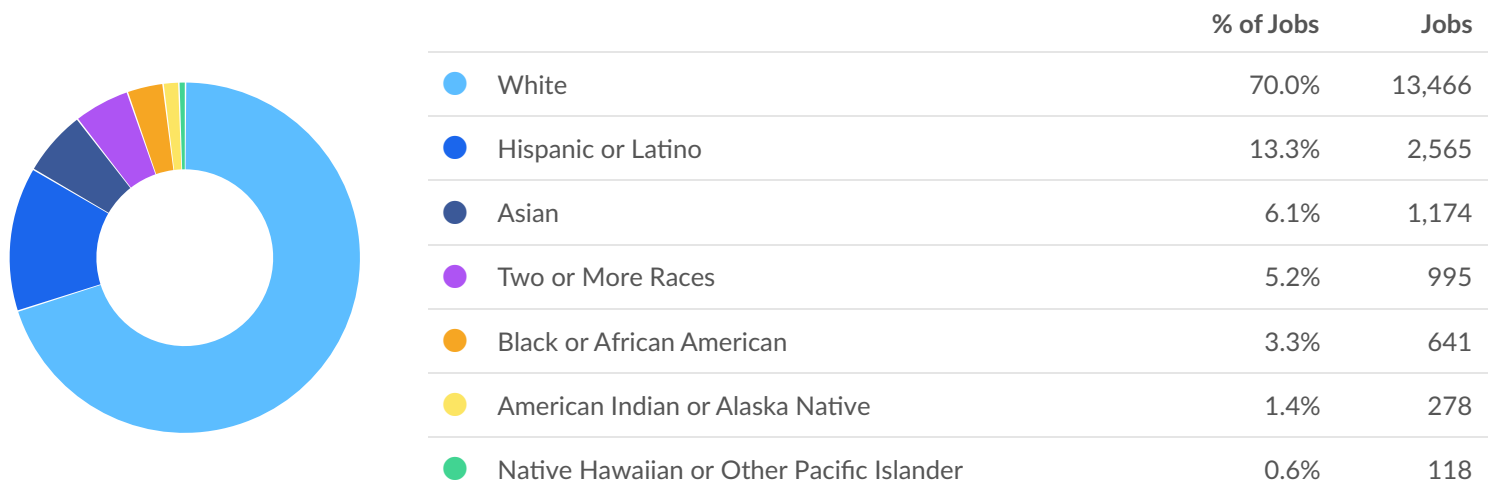 % of Jobs Jobs
White 70.0% 13,466
Hispanic or Latino 13.3% 2,565
Asian 6.1% 1,174
Two or More Races 5.2% 995
Black or African American 3.3% 641
American Indian or Alaska Native 1.4% 278
Native Hawaiian or Other Pacific Islander 0.6% 118